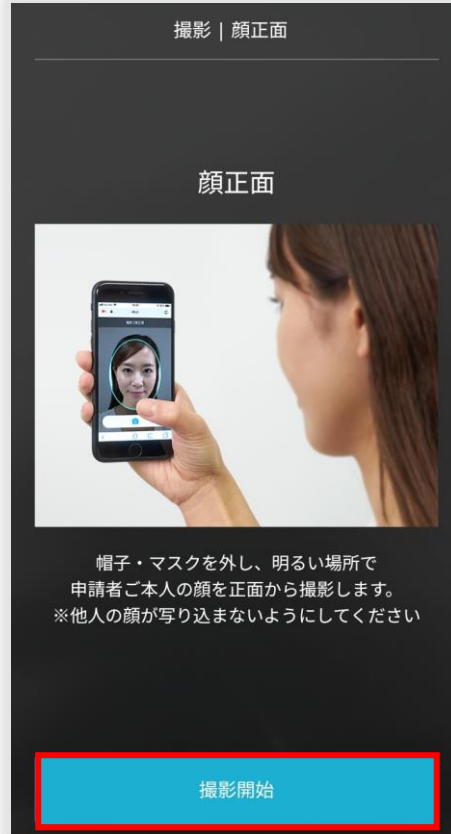 撮影 | 顔正面
顔正面
帽子・マスクを外し、明るい場所で
申請者ご本人の顔を正面から撮影します。
※他人の顔が写り込まないようにしてください
撮影開始